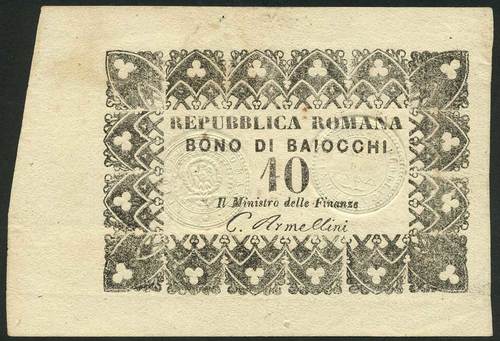 REPUBBLICA ROMANA
BONO DI BAIOCCHI
10
Il Ministro delle Finanze
C. Armellini